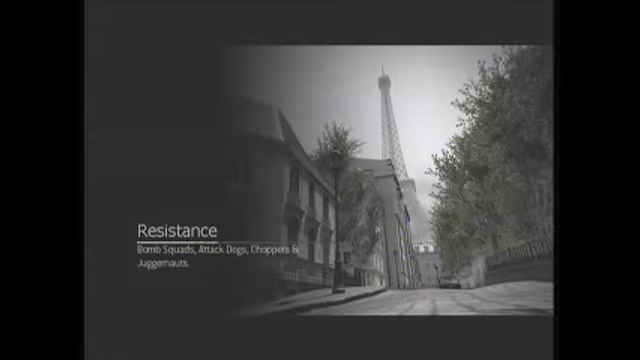 Resistance
Bomb Squads, Attack Dogs, Choppers &
Juggernauts.